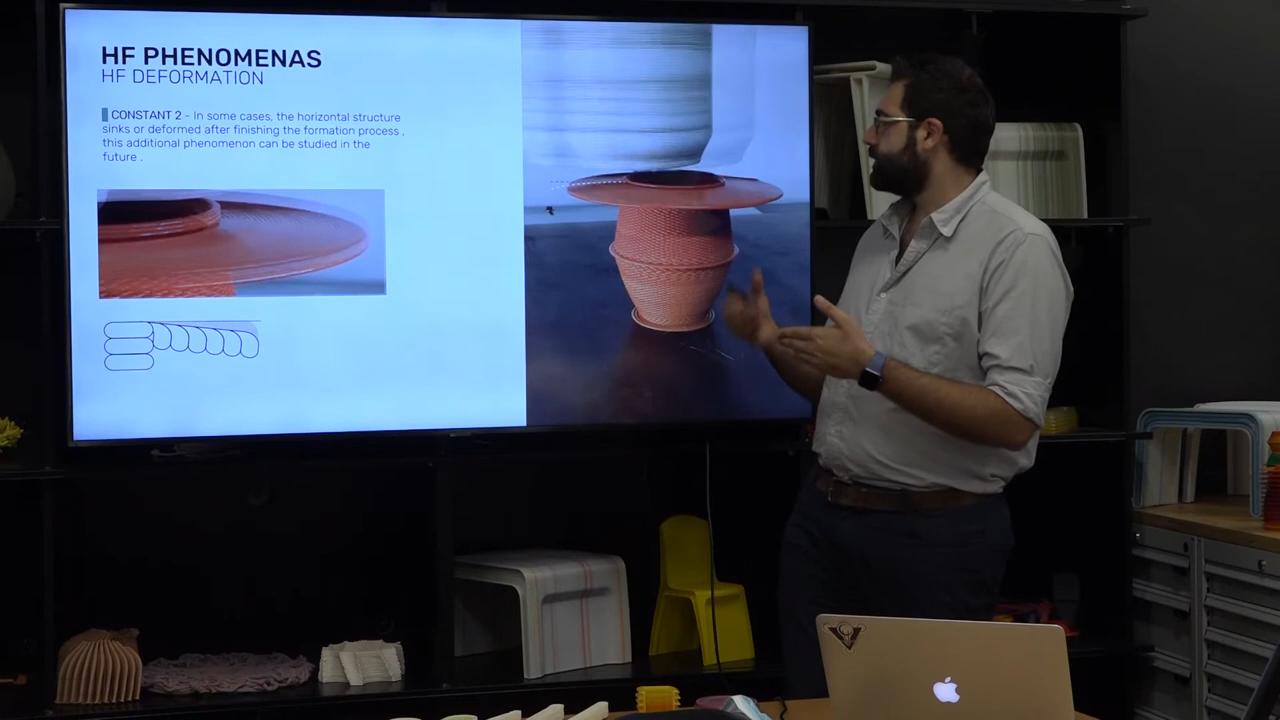 HF PHENOMENAS
HF DEFORMATION
CONSTANT 2 - In some cases, the horizontal structure
sinks or deformed after finishing the formation process ,
this additional phenomenon can be studied in the
future .